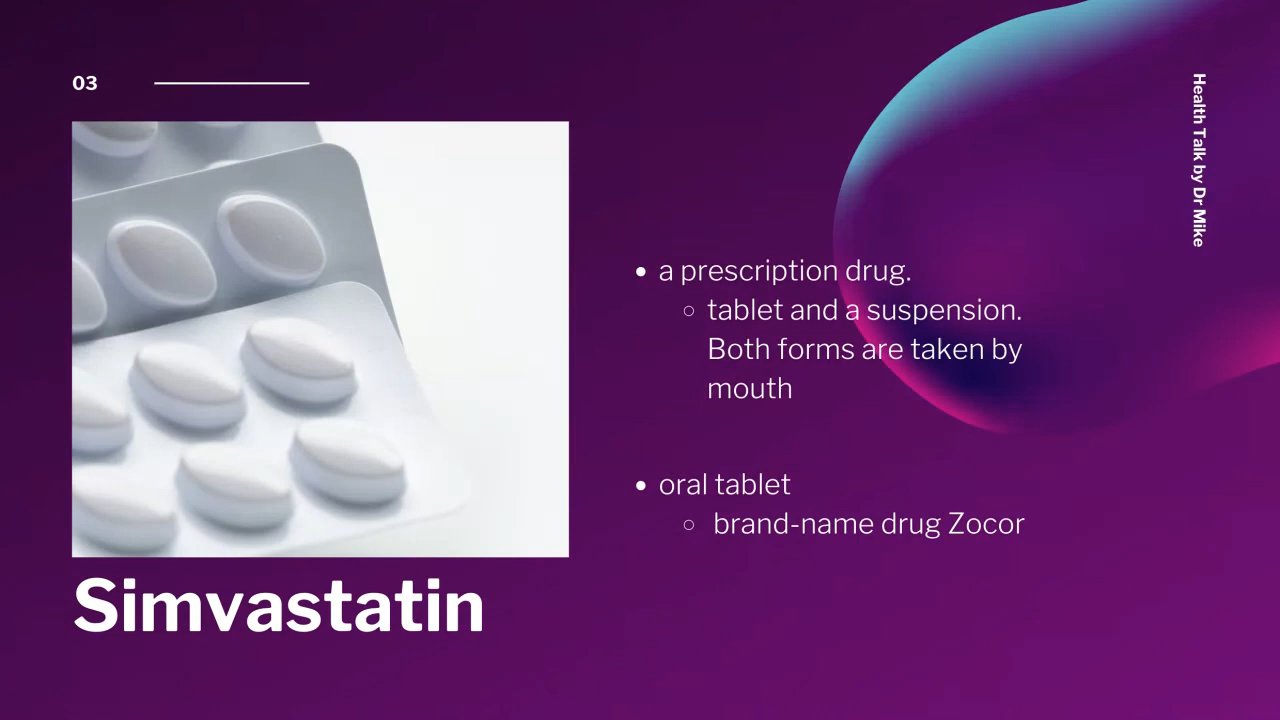 03
Health Talk by Dr Mike
• a prescription drug.
○ tablet and a suspension.
Both forms are taken by
mouth
• oral tablet
○ brand-name drug Zocor
Simvastatin